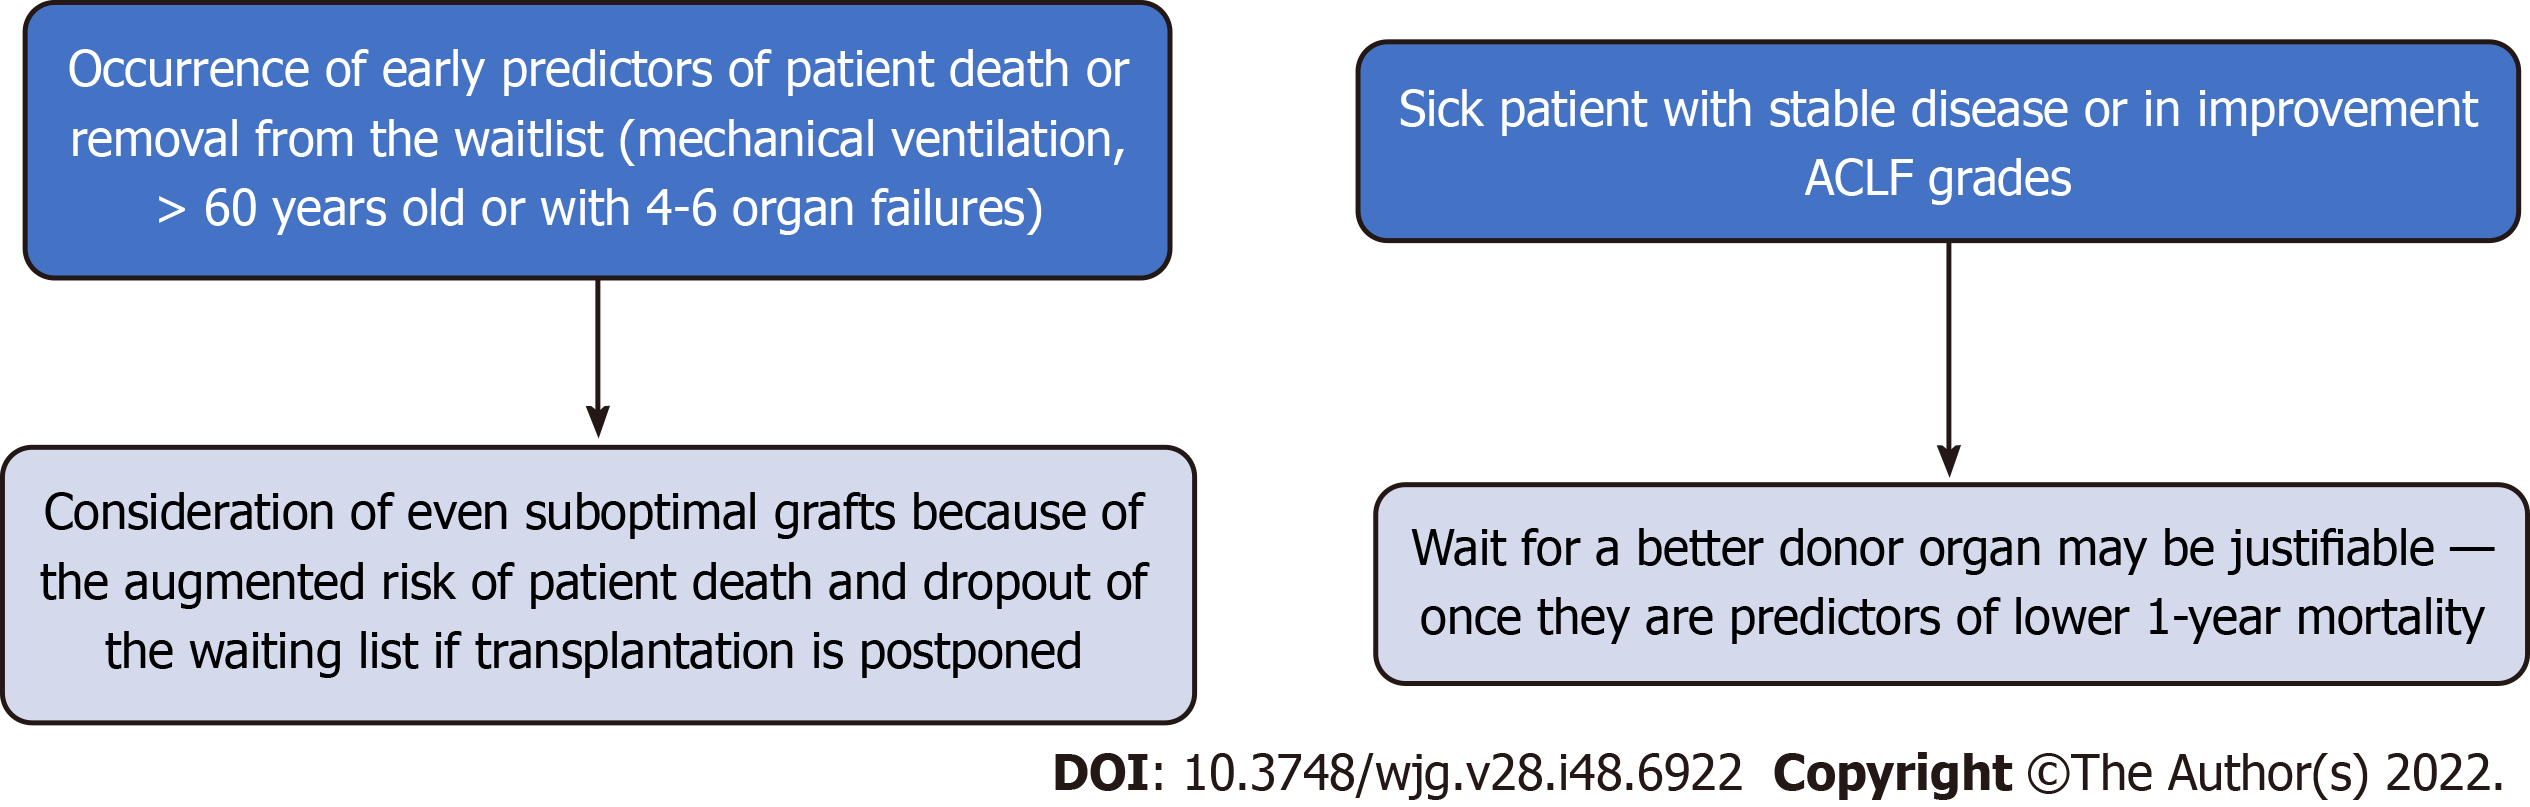 Occurrence of early predictors of patient death or
removal from the waitlist (mechanical ventilation,
> 60 years old or with 4-6 organ failures)
Consideration of even suboptimal grafts because of
the augmented risk of patient death and dropout of
the waiting list if transplantation is postponed
Sick patient with stable disease or in improvement
ACLF grades
Wait for a better donor organ may be justifiable —
once they are predictors of lower 1-year mortality
DOI: 10.3748/wjg.v28.i48.6922 Copyright ©The Author(s) 2022.